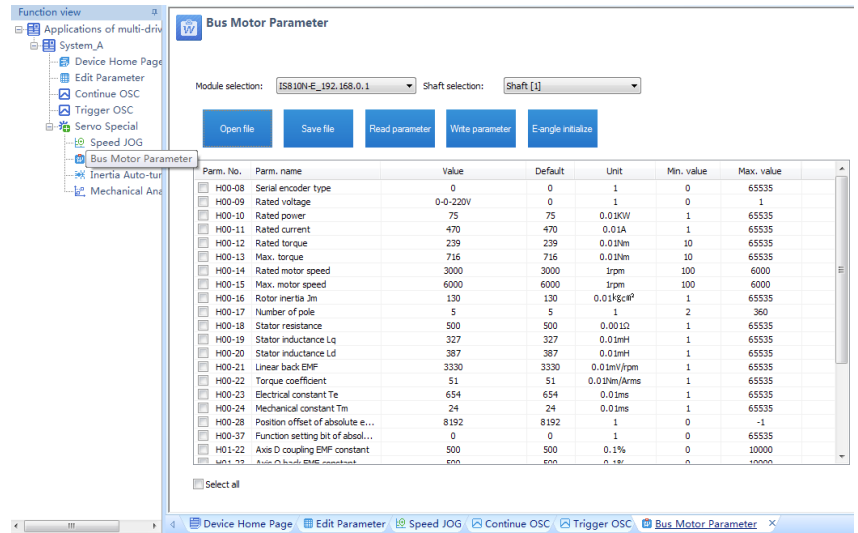 Function view
Applications of multi-driv
System_A
Device Home Page
Edit Parameter
Continue OSC
Trigger OSC
Servo Special
Speed JOG
Bus Motor Parameter
Inertia Auto-tur
Mechanical Ana
Bus Motor Parameter
Module selection: IS810N-E_192.168.0.1 Shaft selection: Shaft [1]
Open file Save file Read parameter Write parameter E-angle initialize
Parm. No. Parm. name Value Default Unit Min. value Max. value
H00-08 Serial encoder type 0 0 1 0 65535
H00-09 Rated voltage 0-0-220V 0 1 0 1
H00-10 Rated power 75 75 0.01KW 1 65535
H00-11 Rated current 470 470 0.01A 1 65535
H00-12 Rated torque 239 239 0.01Nm 10 65535
H00-13 Max. torque 716 716 0.01Nm 10 65535
H00-14 Rated motor speed 3000 3000 1rpm 100 6000
H00-15 Max. motor speed 6000 6000 1rpm 100 6000
H00-16 Rotor inertia Jm 130 130 0.01kgcm² 1 65535
H00-17 Number of pole 5 5 1 2 360
H00-18 Stator resistance 500 500 0.001Ω 1 65535
H00-19 Stator inductance Lq 327 327 0.01mH 1 65535
H00-20 Stator inductance Ld 387 387 0.01mH 1 65535
H00-21 Linear back EMF 3330 3330 0.01mV/rpm 1 65535
H00-22 Torque coefficient 51 51 0.01Nm/Arms 1 65535
H00-23 Electrical constant Te 654 654 0.01ms 1 65535
H00-24 Mechanical constant Tm 24 24 0.01ms 1 65535
H00-28 Position offset of absolute e... 8192 8192 1 0 -1
H00-37 Function setting bit of absol... 0 0 1 0 65535
H01-22 Axis D coupling EMF constant 500 500 0.1% 0 10000
H01-23 Axis Q back EMF constant 500 500 0.1% 0 10000
Select all
Device Home Page Edit Parameter Speed JOG Continue OSC Trigger OSC Bus Motor Parameter